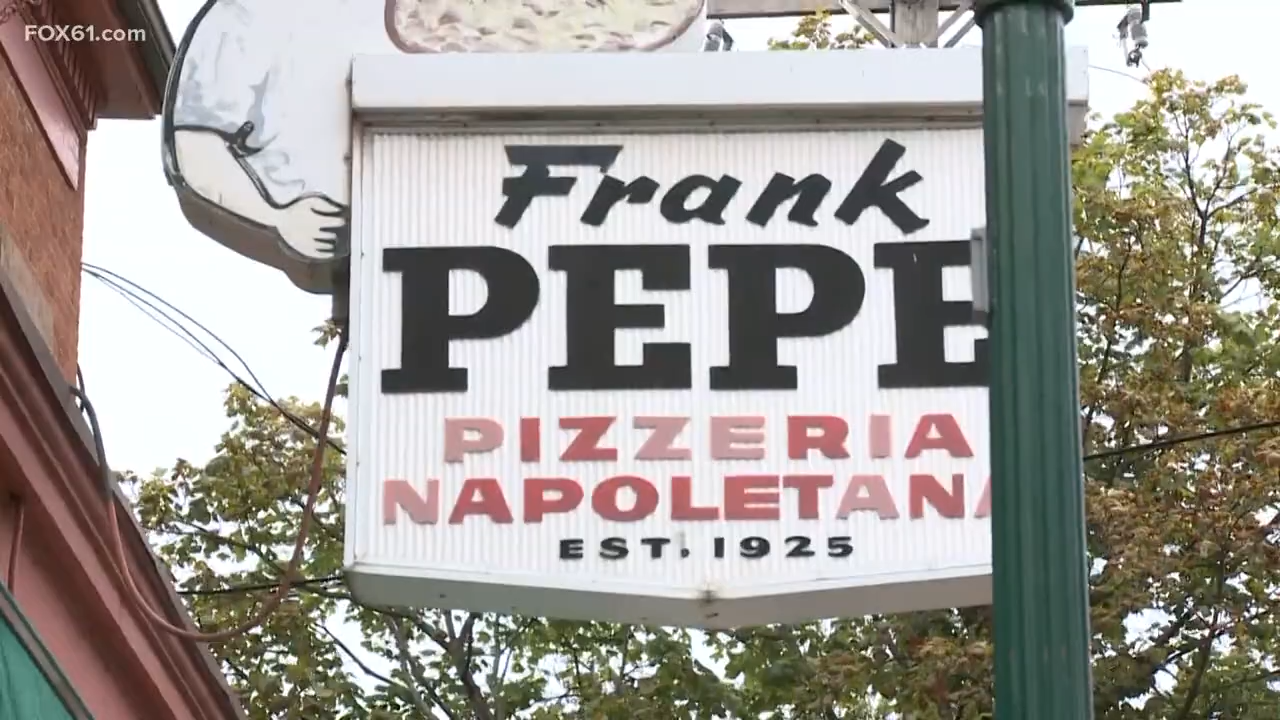 FOX61.com
Frank
PEPE
PIZZERIA
NAPOLETANA
EST. 1925